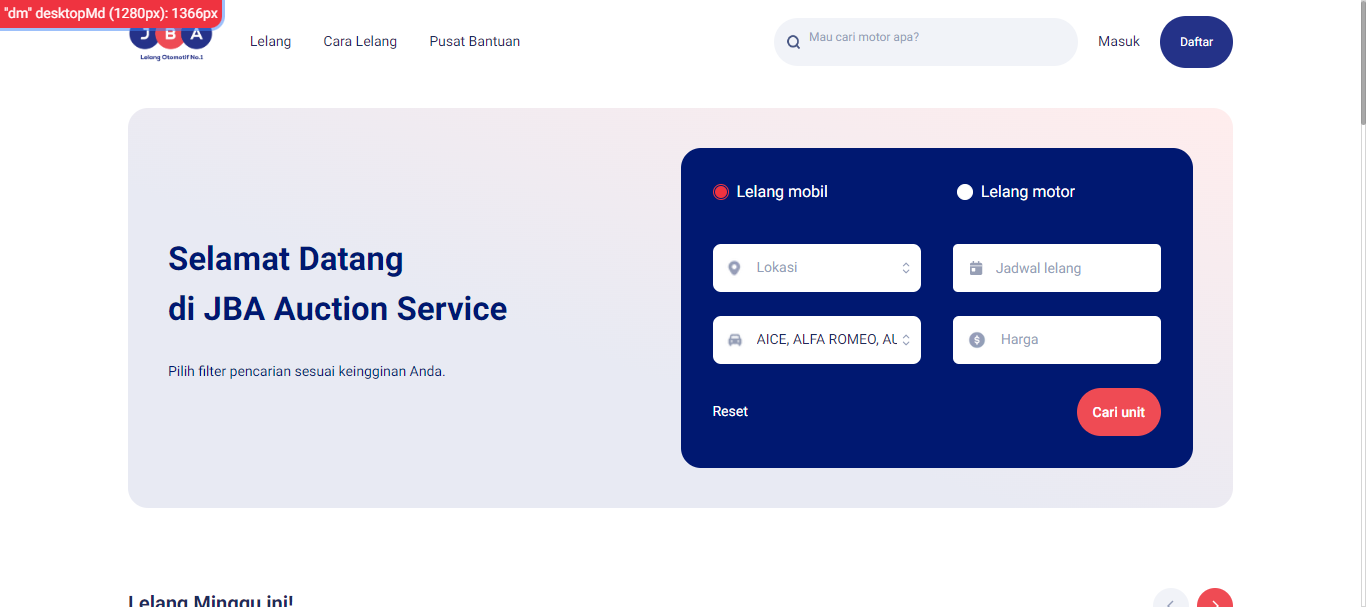 "dm" desktopMd (1280px): 1366px
J B A
Lelang Otomotif No.1
Lelang
Cara Lelang
Pusat Bantuan
Mau cari motor apa?
Masuk
Daftar
Selamat Datang
di JBA Auction Service
Pilih filter pencarian sesuai keingginan Anda.
Lelang mobil
Lelang motor
Lokasi
Jadwal lelang
AICE, ALFA ROMEO, AU
Harga
Reset
Cari unit
Lelang Minggu ini!